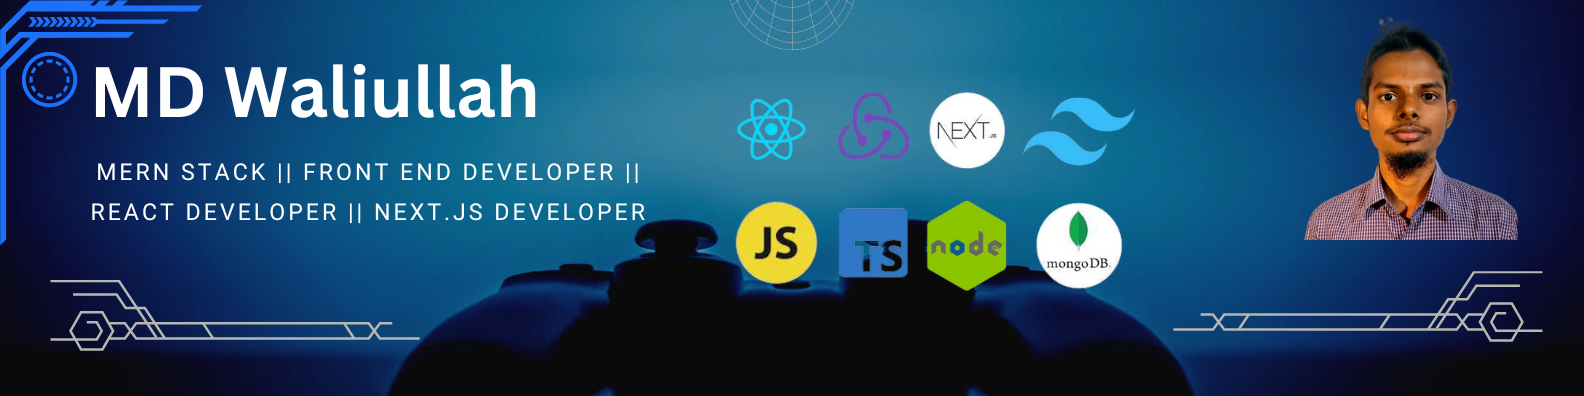 MD Waliullah
MERN STACK || FRONT END DEVELOPER ||
REACT DEVELOPER || NEXT.JS DEVELOPER
NEXT.JS
JS
TS
node
mongoDB.